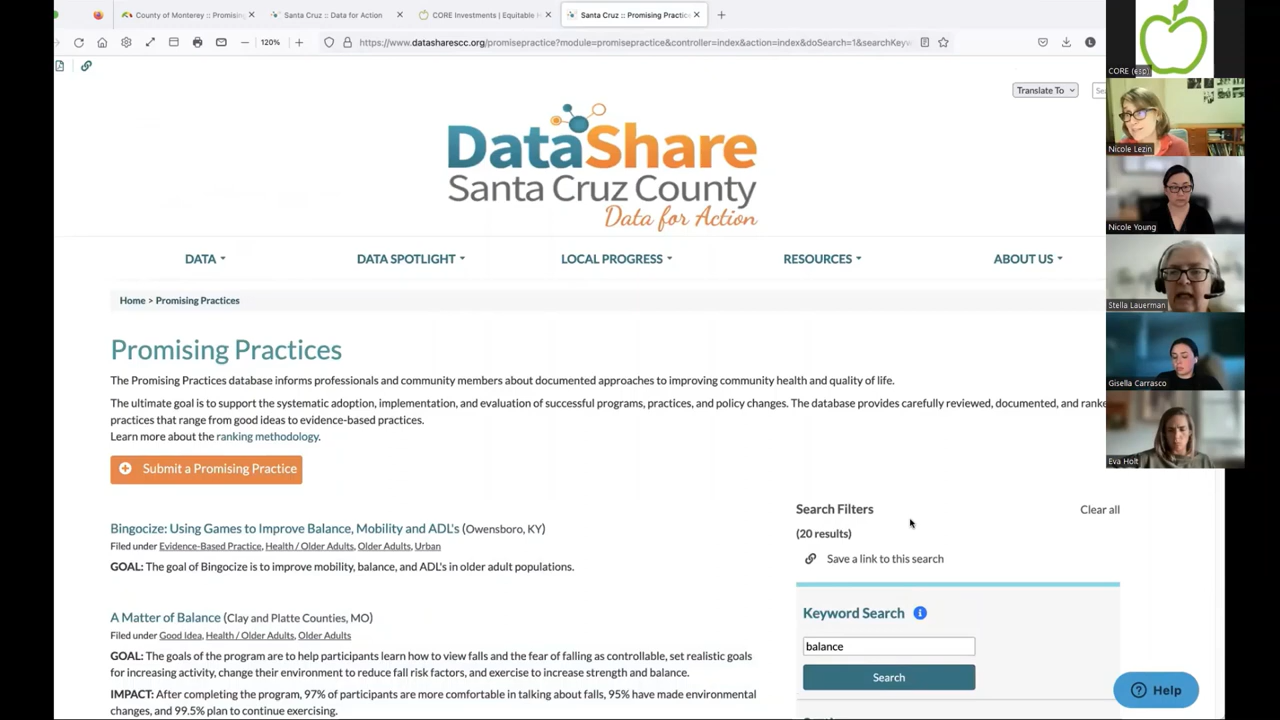 County of Monterey :: Promising
Santa Cruz :: Data for Action
CORE Investments | Equitable H
Santa Cruz :: Promising Practice
120%
https://www.datasharescc.org/promisepractice?module=promisepractice&controller=index&action=index&doSearch=1&searchKey
CORE (esp)
Translate To
Sea
DataShare
Santa Cruz County
Data for Action
Nicole Lezin
Nicole Young
DATA
DATA SPOTLIGHT
LOCAL PROGRESS
RESOURCES
ABOUT US
Stella Lauerman
Home > Promising Practices
Promising Practices
The Promising Practices database informs professionals and community members about documented approaches to improving community health and quality of life.
Gisella Carrasco
The ultimate goal is to support the systematic adoption, implementation, and evaluation of successful programs, practices, and policy changes. The database provides carefully reviewed, documented, and ranke
practices that range from good ideas to evidence-based practices.
Learn more about the ranking methodology.
Eva Holt
Submit a Promising Practice
Search Filters
Clear all
(20 results)
Save a link to this search
Bingocize: Using Games to Improve Balance, Mobility and ADL's (Owensboro, KY)
Filed under Evidence-Based Practice, Health / Older Adults, Older Adults, Urban
GOAL: The goal of Bingocize is to improve mobility, balance, and ADL's in older adult populations.
A Matter of Balance (Clay and Platte Counties, MO)
Filed under Good Idea, Health / Older Adults, Older Adults
GOAL: The goals of the program are to help participants learn how to view falls and the fear of falling as controllable, set realistic goals
for increasing activity, change their environment to reduce fall risk factors, and exercise to increase strength and balance.
IMPACT: After completing the program, 97% of participants are more comfortable in talking about falls, 95% have made environmental
changes, and 99.5% plan to continue exercising.
Keyword Search
balance
Search
Help